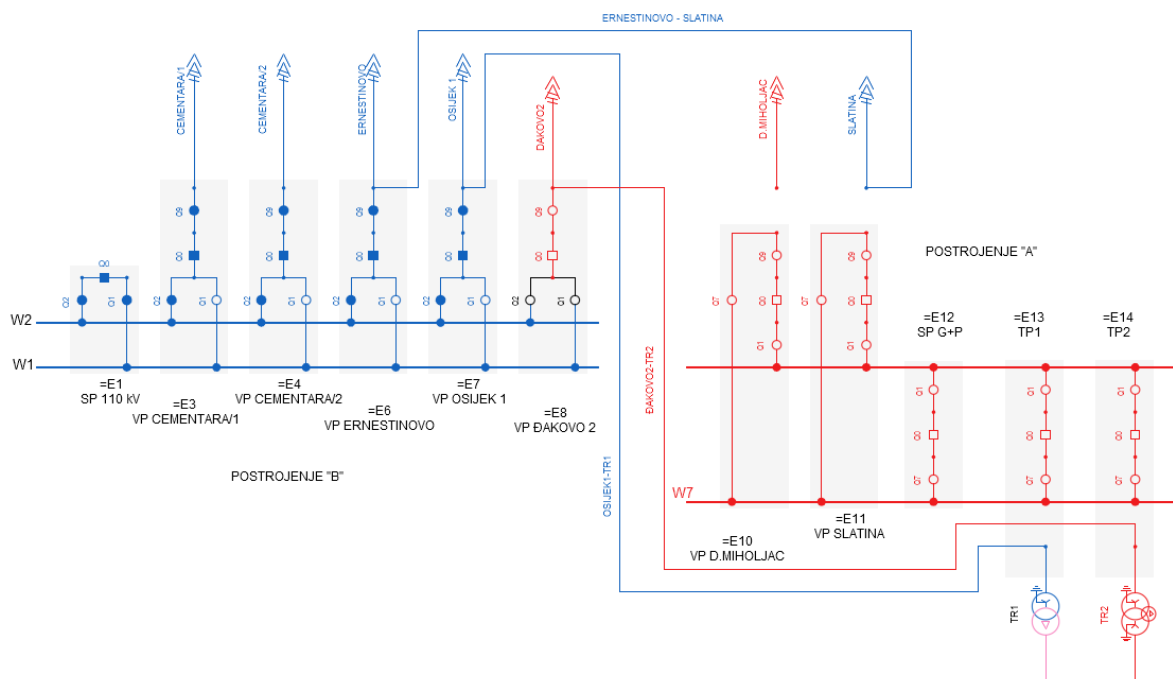 ERNESTINOVO - SLATINA
CEMENTARA/1
CEMENTARA/2
ERNESTINOVO
OSIJEK 1
ĐAKOVO2
D.MIHOLJAC
SLATINA
Q9
Q9
Q9
Q9
Q9
Q0
Q0
Q0
Q0
Q0
Q0
Q2
Q1
Q2
Q1
Q2
Q1
Q2
Q1
Q2
Q1
Q2
Q1
W2
W1
=E1
SP 110 kV
=E3
VP CEMENTARA/1
=E4
VP CEMENTARA/2
=E6
VP ERNESTINOVO
=E7
VP OSIJEK 1
=E8
VP ĐAKOVO 2
POSTROJENJE "B"
OSIJEK1-TR1
ĐAKOVO2-TR2
POSTROJENJE "A"
Q9
Q9
Q7
Q0
Q7
Q0
Q1
Q1
=E12
SP G+P
=E13
TP1
=E14
TP2
Q1
Q1
Q1
Q0
Q0
Q0
Q7
Q7
Q7
W7
=E10
VP D.MIHOLJAC
=E11
VP SLATINA
TR1
TR2